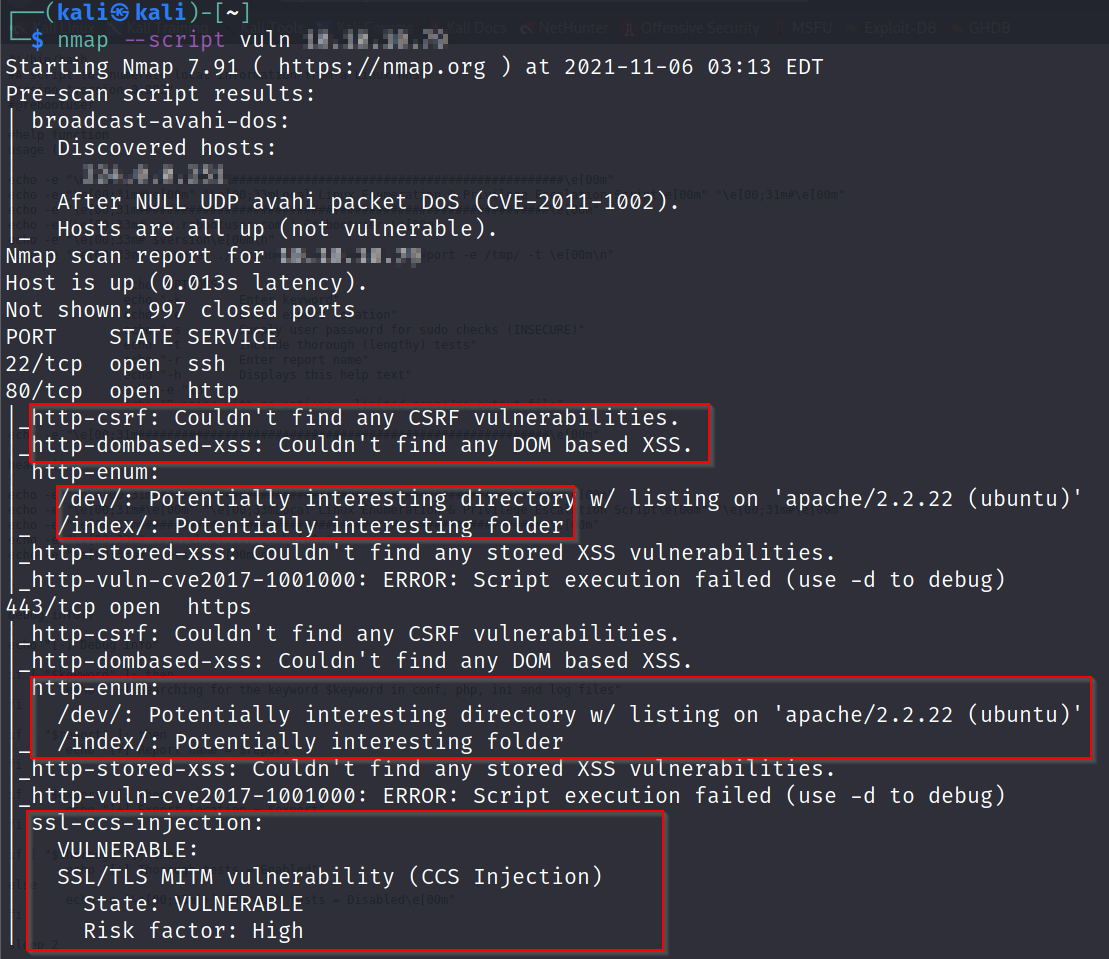 ┌──(kali㉿kali)-[~]
└─$ nmap --script vuln
Starting Nmap 7.91 ( https://nmap.org ) at 2021-11-06 03:13 EDT
Pre-scan script results:
| broadcast-avahi-dos:
|   Discovered hosts:
|   After NULL UDP avahi packet DoS (CVE-2011-1002).
|_  Hosts are all up (not vulnerable).
Nmap scan report for
Host is up (0.013s latency).
Not shown: 997 closed ports
PORT    STATE SERVICE
22/tcp  open  ssh
80/tcp  open  http
|_http-csrf: Couldn't find any CSRF vulnerabilities.
|_http-dombased-xss: Couldn't find any DOM based XSS.
| http-enum:
|   /dev/: Potentially interesting directory w/ listing on 'apache/2.2.22 (ubuntu)'
|_  /index/: Potentially interesting folder
|_http-stored-xss: Couldn't find any stored XSS vulnerabilities.
|_http-vuln-cve2017-1001000: ERROR: Script execution failed (use -d to debug)
443/tcp open  https
|_http-csrf: Couldn't find any CSRF vulnerabilities.
|_http-dombased-xss: Couldn't find any DOM based XSS.
| http-enum:
|   /dev/: Potentially interesting directory w/ listing on 'apache/2.2.22 (ubuntu)'
|_  /index/: Potentially interesting folder
|_http-stored-xss: Couldn't find any stored XSS vulnerabilities.
|_http-vuln-cve2017-1001000: ERROR: Script execution failed (use -d to debug)
| ssl-ccs-injection:
|   VULNERABLE:
|   SSL/TLS MITM vulnerability (CCS Injection)
|     State: VULNERABLE
|     Risk factor: High